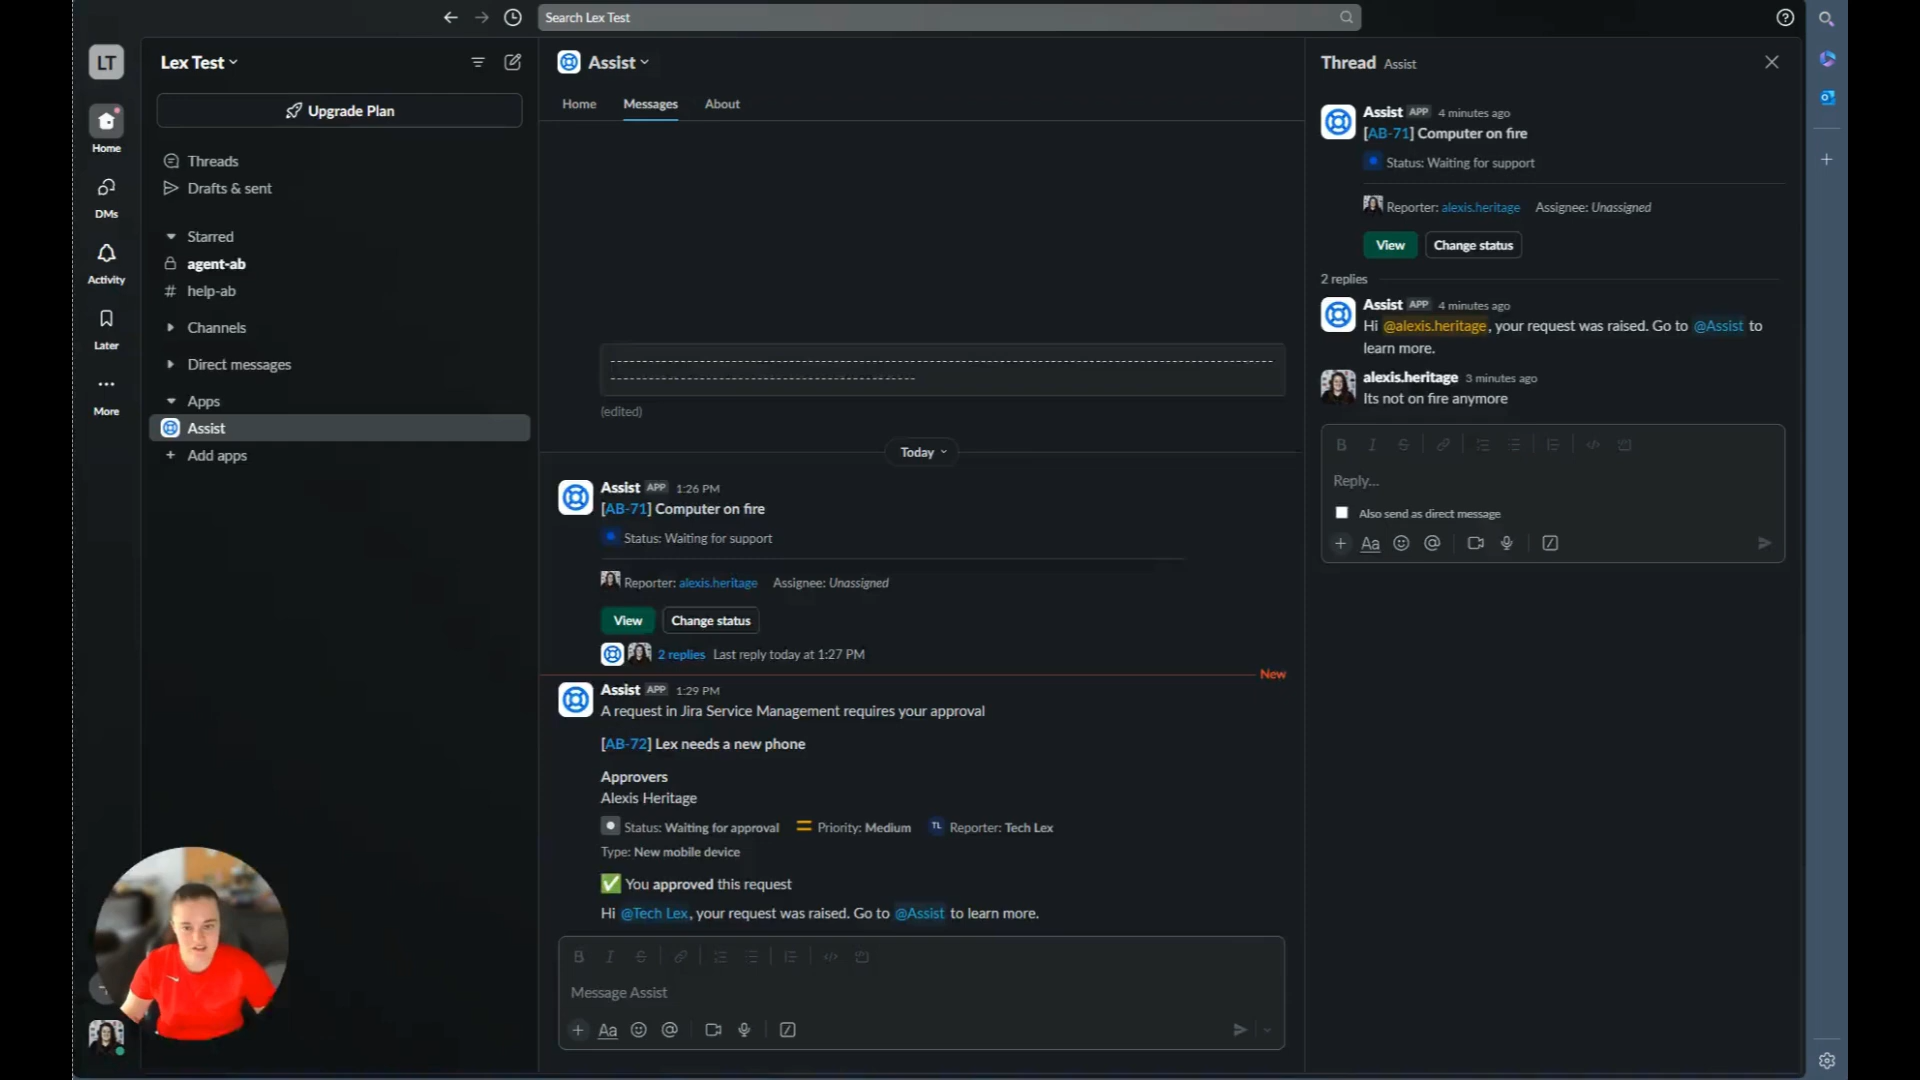 Search Lex Test
LT
Home
DMs
Activity
Later
More
Lex Test
Upgrade Plan
Threads
Drafts & sent
Starred
agent-ab
# help-ab
Channels
Direct messages
Apps
Assist
+ Add apps
Assist
Home Messages About
(edited)
Today
Assist APP 1:26 PM
[AB-71] Computer on fire
Status: Waiting for support
Reporter: alexis.heritage Assignee: Unassigned
View Change status
2 replies Last reply today at 1:27 PM
New
Assist APP 1:29 PM
A request in Jira Service Management requires your approval
[AB-72] Lex needs a new phone
Approvers
Alexis Heritage
Status: Waiting for approval Priority: Medium TL Reporter: Tech Lex
Type: New mobile device
You approved this request
Hi @Tech Lex, your request was raised. Go to @Assist to learn more.
Message Assist
Thread Assist
Assist APP 4 minutes ago
[AB-71] Computer on fire
Status: Waiting for support
Reporter: alexis.heritage Assignee: Unassigned
View Change status
2 replies
Assist APP 4 minutes ago
Hi @alexis.heritage, your request was raised. Go to @Assist to
learn more.
alexis.heritage 3 minutes ago
Its not on fire anymore
Reply...
Also send as direct message